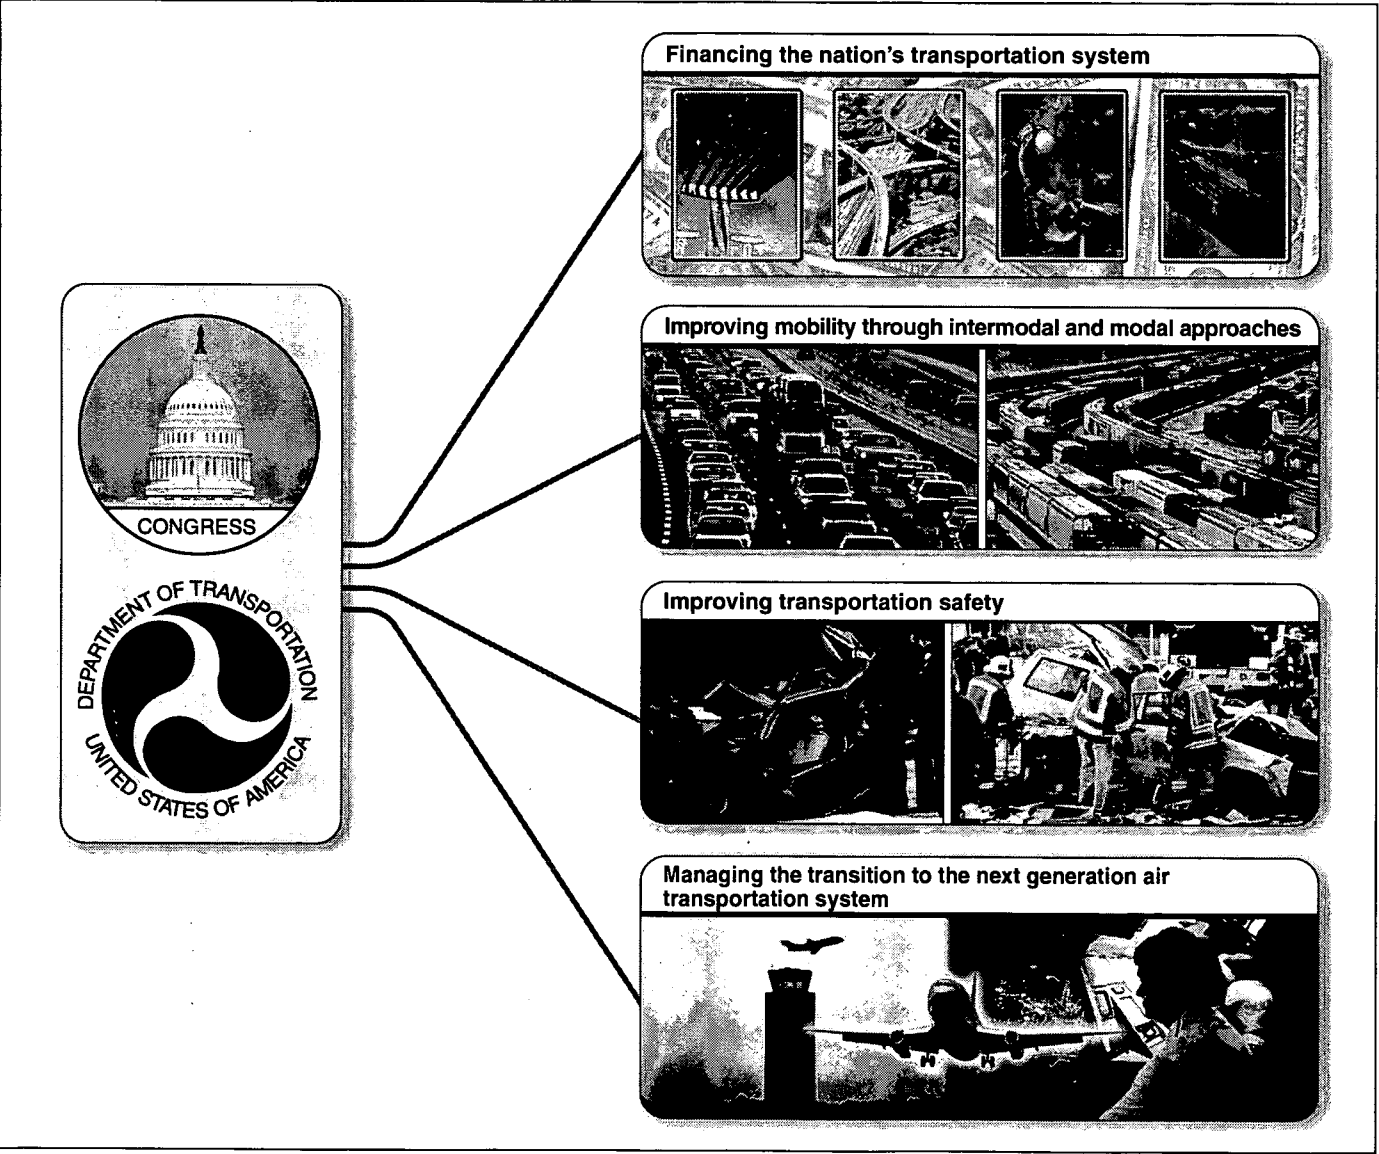 Financing the nation's transportation system
Improving mobility through intermodal and modal approaches
CONGRESS
DEPARTMENT OF TRANSPORTATION
UNITED STATES OF AMERICA
Improving transportation safety
Managing the transition to the next generation air
transportation system